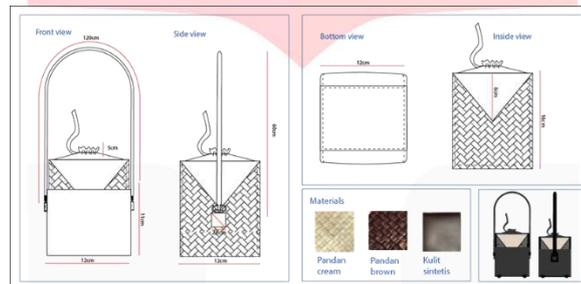 Front view
Side view
120cm
5cm
11cm
12cm
60cm
12cm
Bottom view
Inside view
12cm
8cm
Materials
Pandan
cream
Pandan
brown
Kulit
sintetis